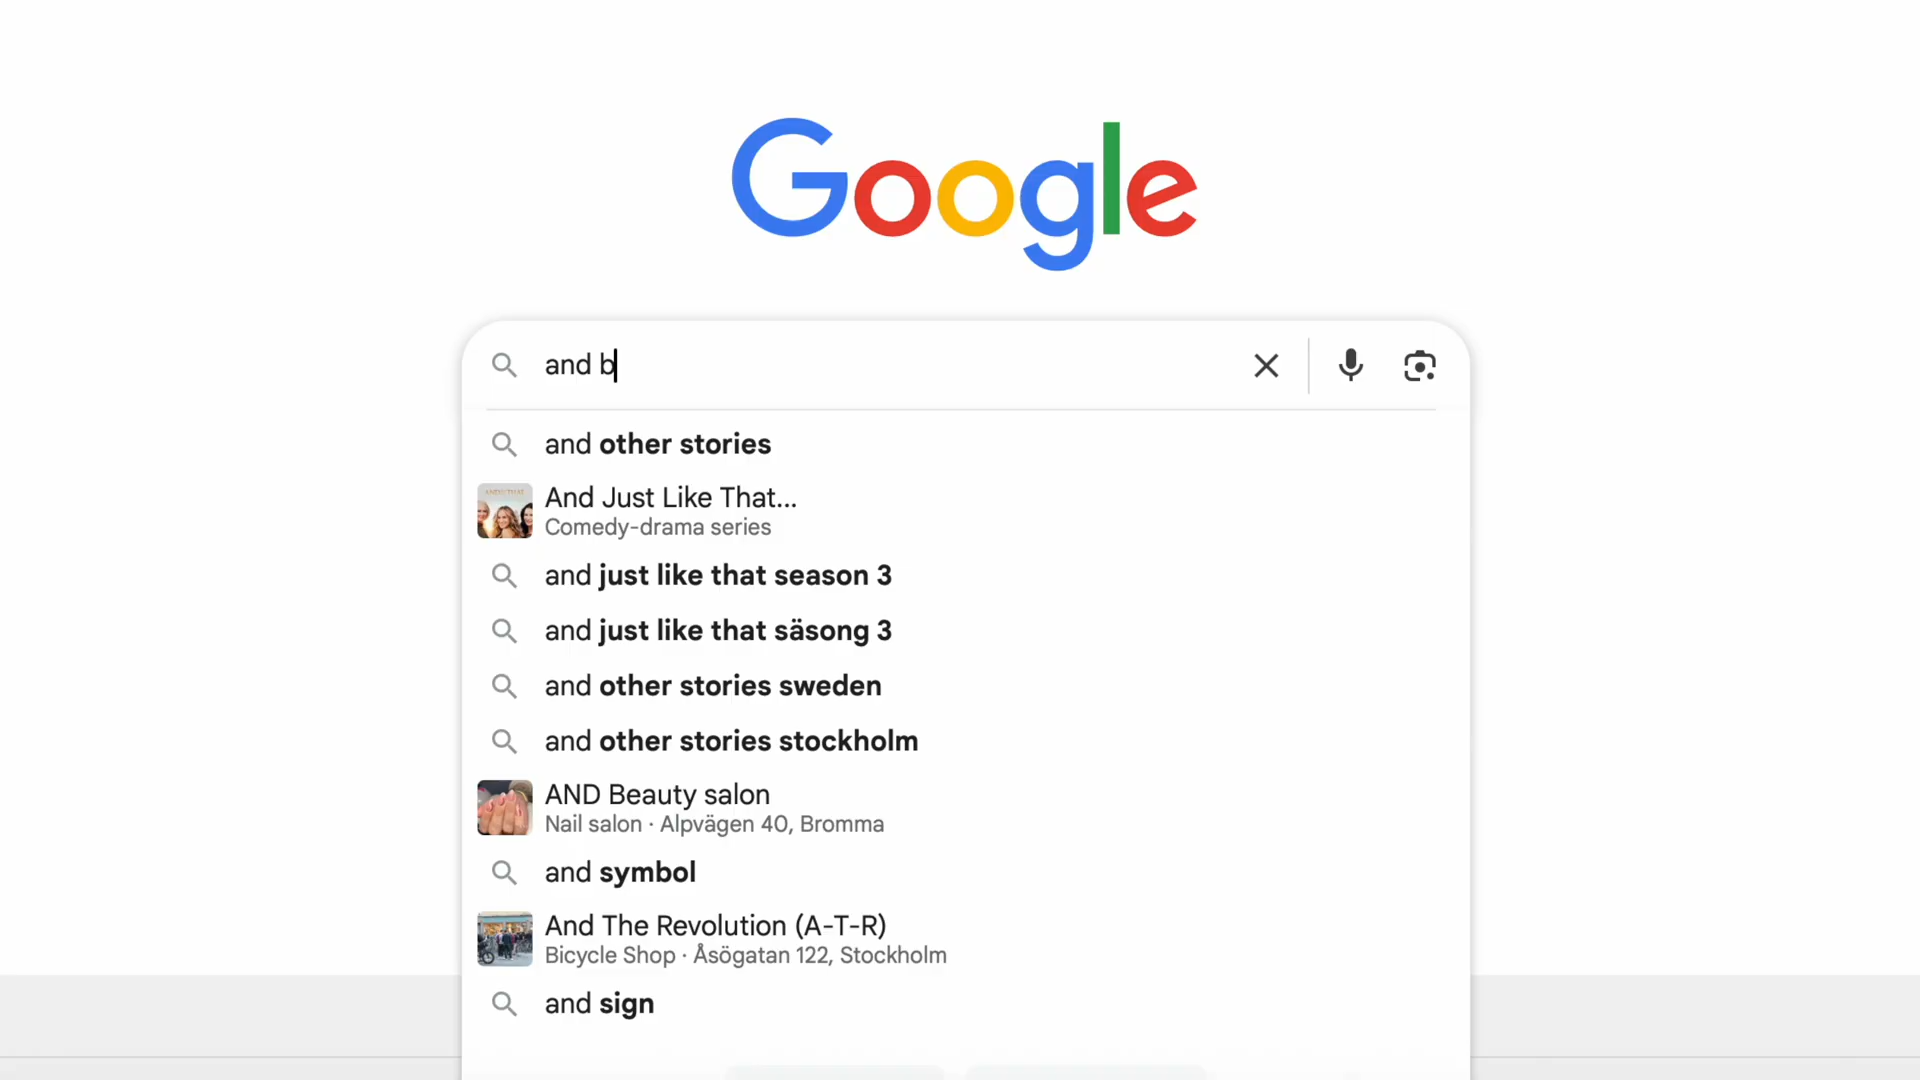 Google
and b
and other stories
And Just Like That...
Comedy-drama series
and just like that season 3
and just like that säsong 3
and other stories sweden
and other stories stockholm
AND Beauty salon
Nail salon · Alpvägen 40, Bromma
and symbol
And The Revolution (A-T-R)
Bicycle Shop · Åsögatan 122, Stockholm
and sign